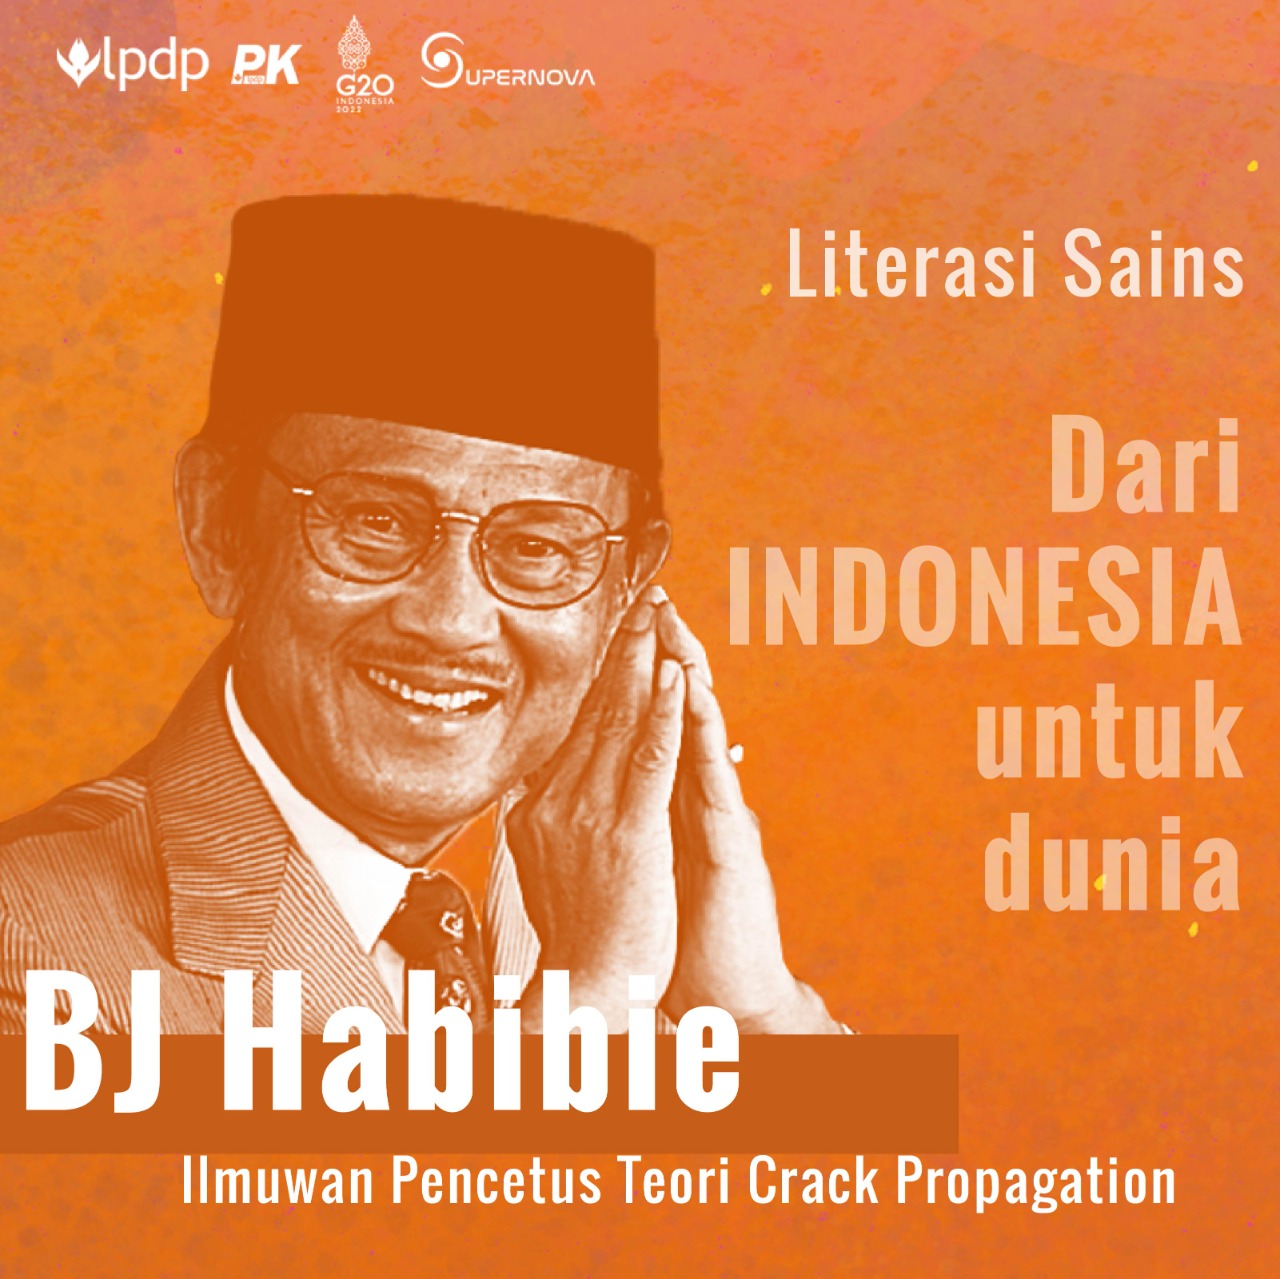 lpdp PK lpdp G20 SUPERNOVA
INDONESIA
2022
Literasi Sains
Dari
INDONESIA
untuk
dunia
BJ Habibie
Ilmuwan Pencetus Teori Crack Propagation